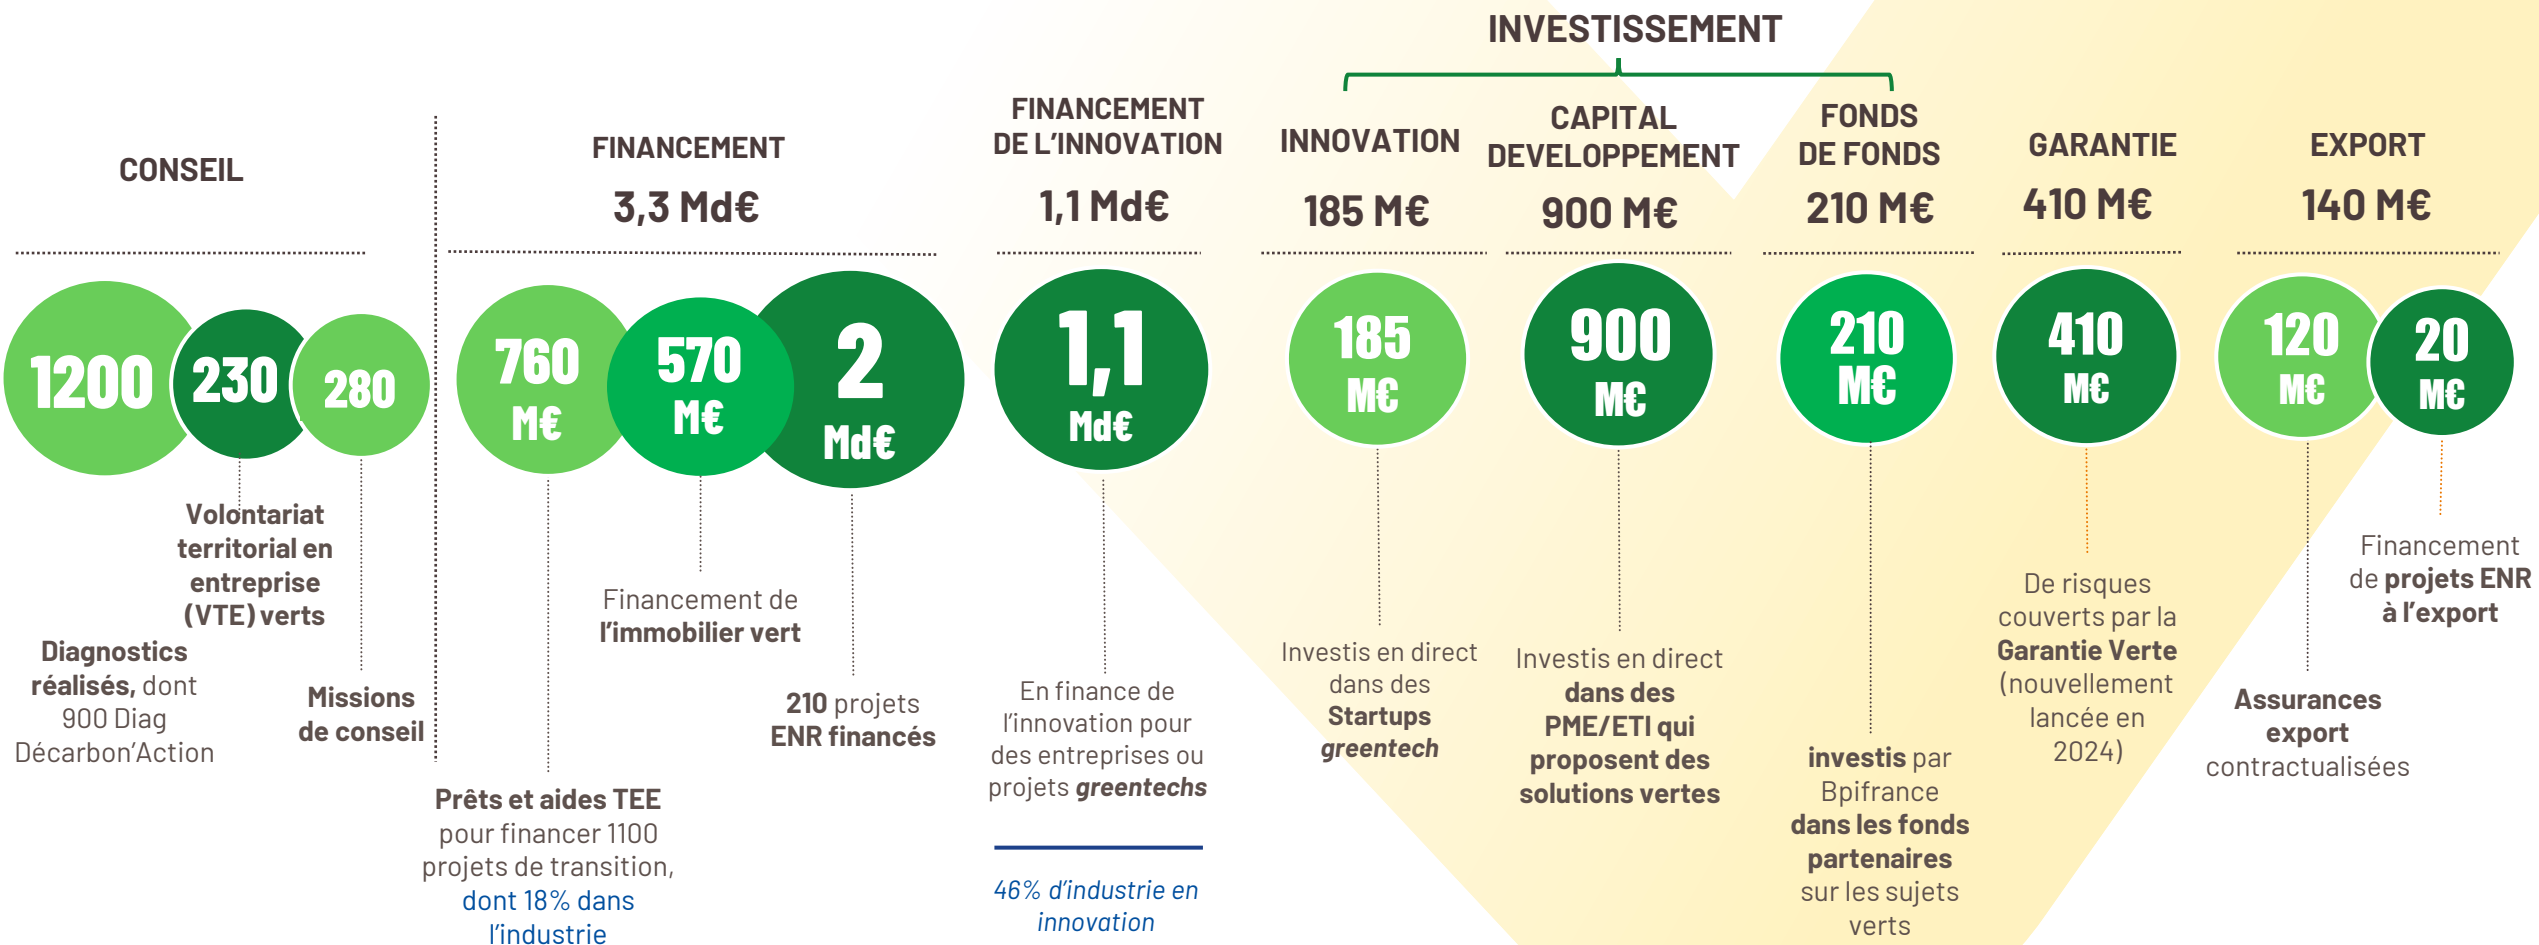 CONSEIL
1200
230
280
Diagnostics
réalisés, dont
900 Diag
Décarbon’Action
Volontariat
territorial en
entreprise
(VTE) verts
Missions
de conseil
FINANCEMENT
3,3 Md€
760
M€
570
M€
2
Md€
Prêts et aides TEE
pour financer 1100
projets de transition,
dont 18% dans
l’industrie
Financement de
l’immobilier vert
210 projets
ENR financés
FINANCEMENT
DE L’INNOVATION
1,1 Md€
1,1
Md€
En finance de
l’innovation pour
des entreprises ou
projets greentechs
46% d’industrie en
innovation
INVESTISSEMENT
INNOVATION
185 M€
185
M€
Investis en direct
dans des
Startups
greentech
CAPITAL
DEVELOPPEMENT
900 M€
900
M€
Investis en direct
dans des
PME/ETI qui
proposent des
solutions vertes
FONDS
DE FONDS
210 M€
210
M€
investis par
Bpifrance
dans les fonds
partenaires
sur les sujets
verts
GARANTIE
410 M€
410
M€
De risques
couverts par la
Garantie Verte
(nouvellement
lancée en
2024)
EXPORT
140 M€
120
M€
20
M€
Assurances
export
contractualisées
Financement
de projets ENR
à l’export